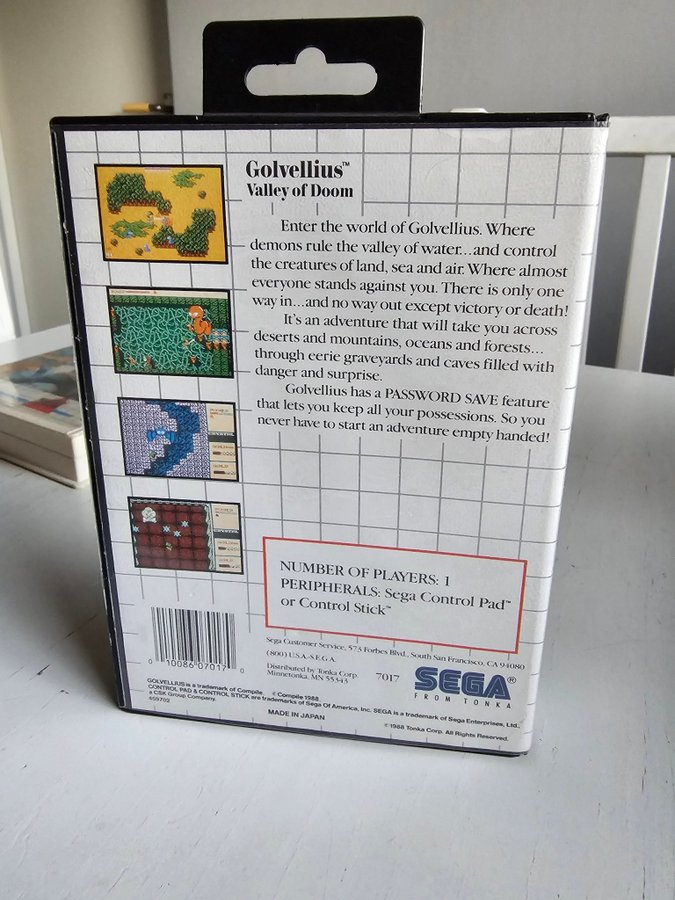 Golvellius™
Valley of Doom
Enter the world of Golvellius. Where
demons rule the valley of water...and control
the creatures of land, sea and air. Where almost
everyone stands against you. There is only one
way in...and no way out except victory or death!
It's an adventure that will take you across
deserts and mountains, oceans and forests...
through eerie graveyards and caves filled with
danger and surprise.
Golvellius has a PASSWORD SAVE feature
that lets you keep all your possessions. So you
never have to start an adventure empty handed!
NUMBER OF PLAYERS: 1
PERIPHERALS: Sega Control Pad™
or Control Stick™
Sega Customer Service, 573 Forbes Blvd., South San Francisco, CA 94080
(800) U.S.A.-S.E.G.A.
Distributed by Tonka Corp.
Minnetonka, MN 55343
7017
SEGA®
FROM TONKA
0 10086 07017 0
GOLVELLIUS is a trademark of Compile. © Compile 1988.
CONTROL PAD & CONTROL STICK are trademarks of Sega Of America, Inc. SEGA is a trademark of Sega Enterprises, Ltd.,
a CSK Group Company.
459702
MADE IN JAPAN
©1988 Tonka Corp. All Rights Reserved.